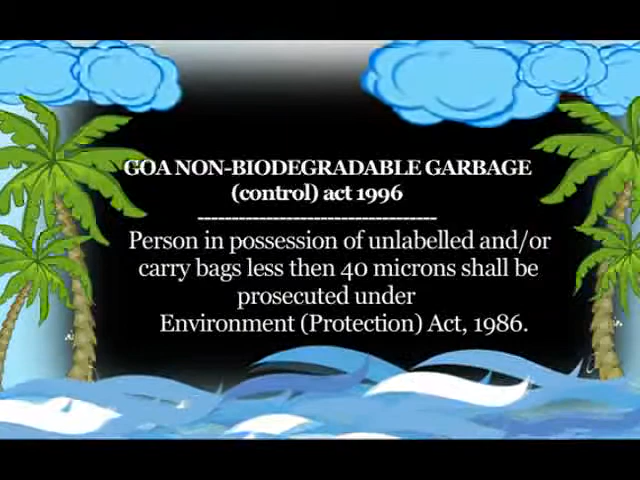 GOA NON-BIODEGRADABLE GARBAGE
(control) act 1996
-----------------------------------
Person in possession of unlabelled and/or
carry bags less then 40 microns shall be
prosecuted under
Environment (Protection) Act, 1986.